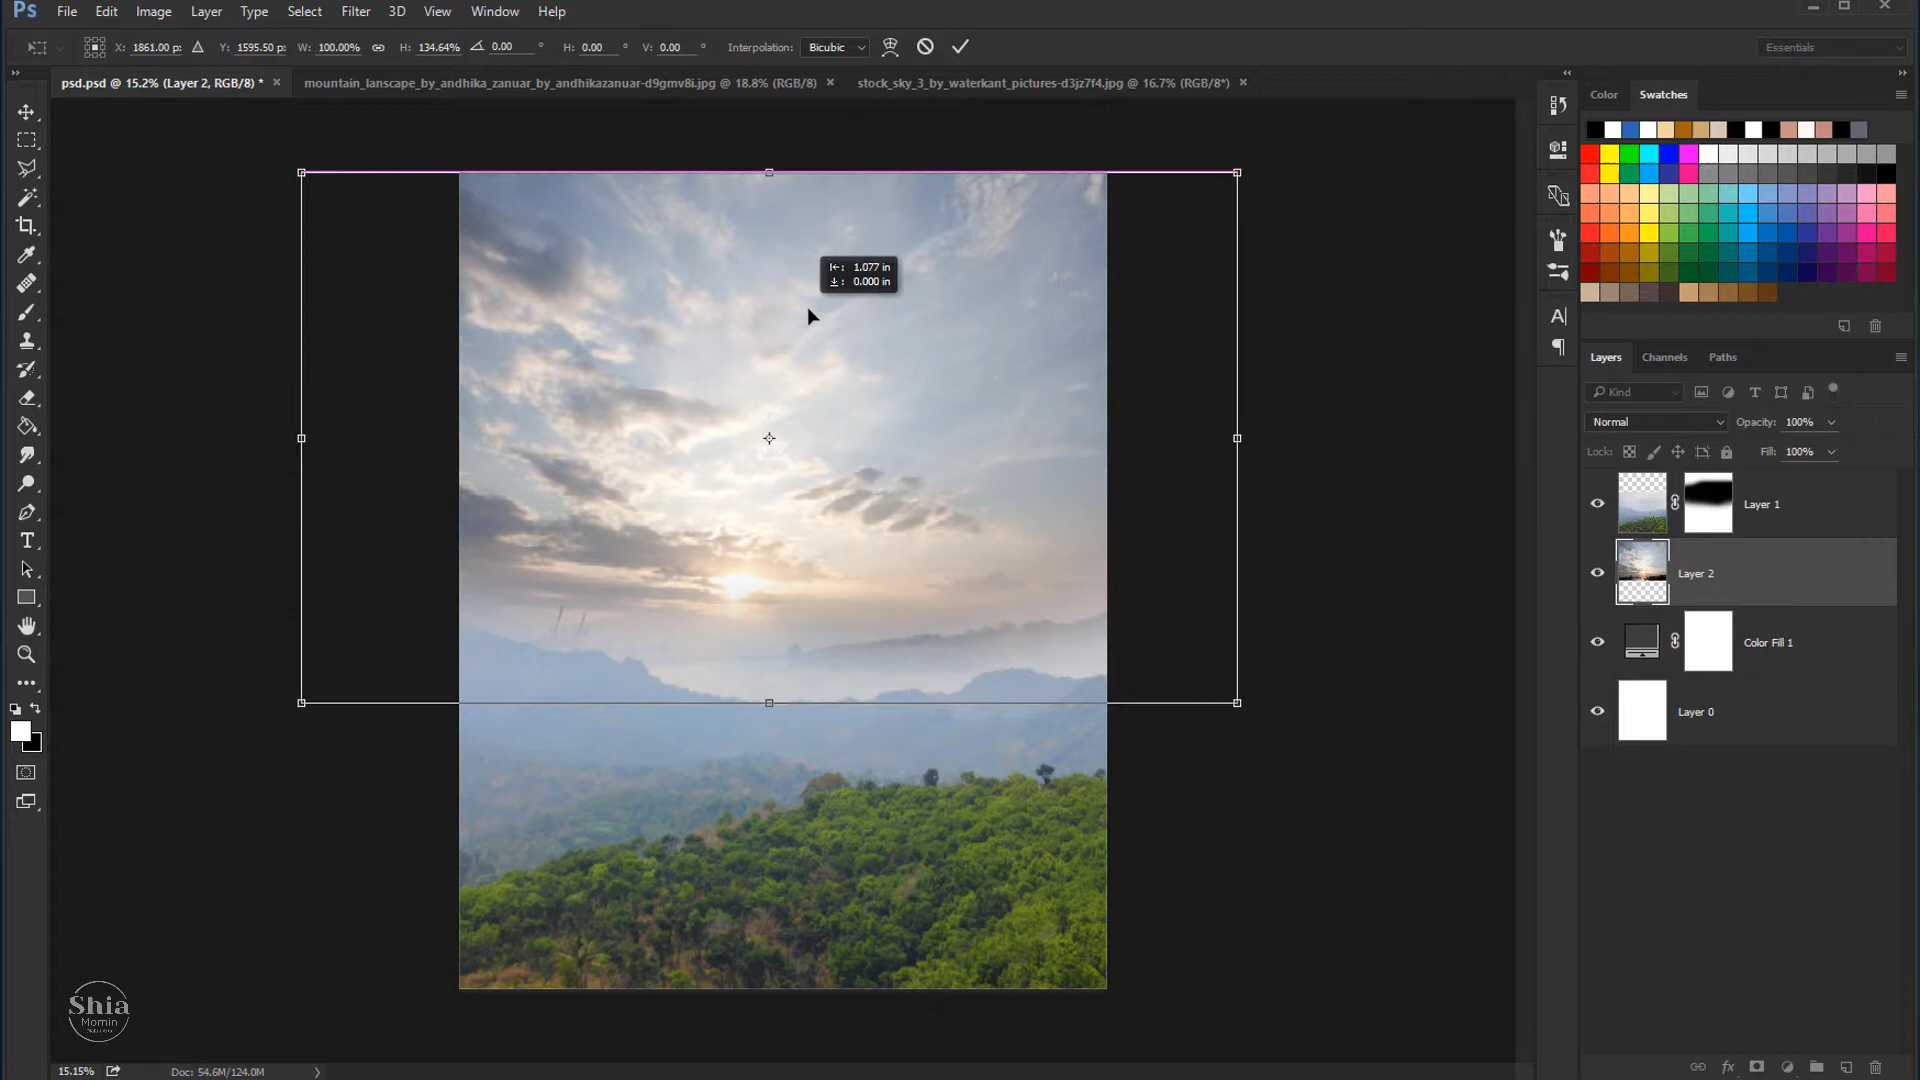 Ps File Edit Image Layer Type Select Filter 3D View Window Help
X: 1861.00 p: Y: 1595.50 p: W: 100.00% H: 134.64% 0.00 ° H: 0.00 ° V: 0.00 ° Interpolation: Bicubic Essentials
psd.psd @ 15.2% (Layer 2, RGB/8) * × mountain_lanscape_by_andhika_zanuar_by_andhikazanuar-d9gmv8i.jpg @ 18.8% (RGB/8) × stock_sky_3_by_waterkant_pictures-d3jz7f4.jpg @ 16.7% (RGB/8*) ×
Color Swatches
1.077 in
0.000 in
Layers Channels Paths
Kind
Normal Opacity: 100%
Lock: Fill: 100%
Layer 1
Layer 2
Color Fill 1
Layer 0
Shia
Momin
15.15% Doc: 54.6M/124.0M